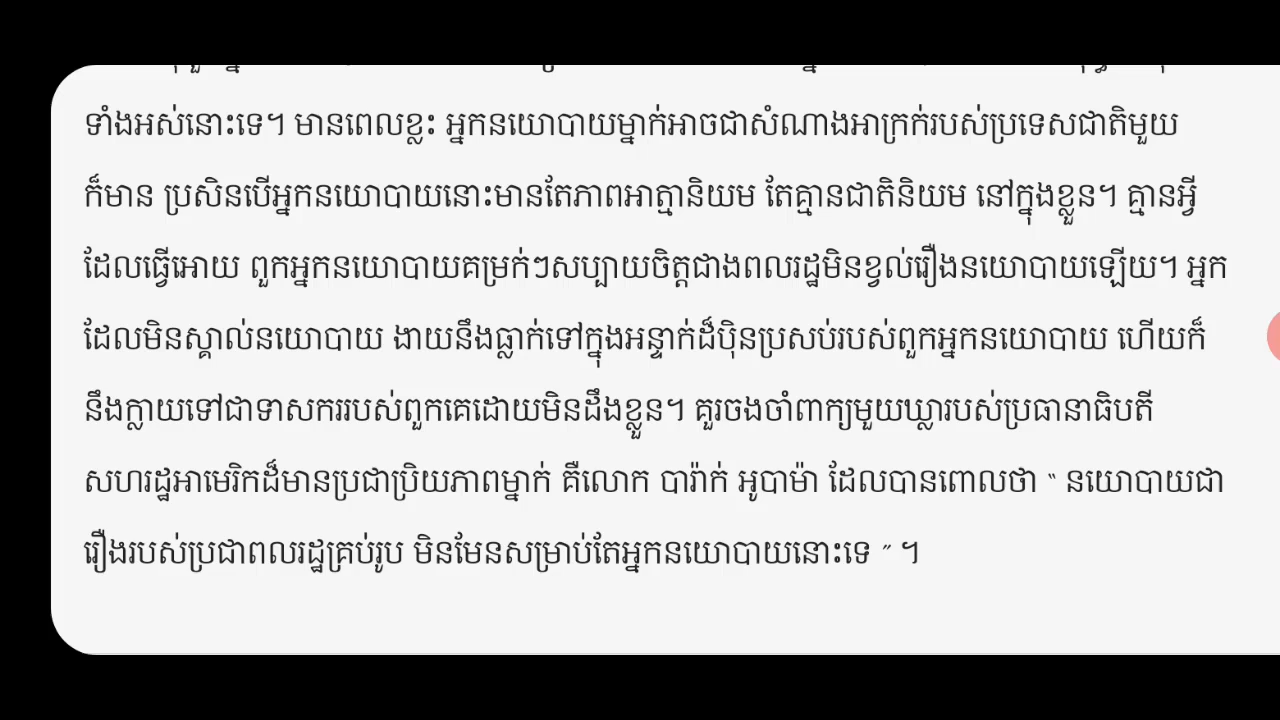 ទាំងអស់នោះទេ។ មានពេលខ្លះ អ្នកនយោបាយម្នាក់អាចជាសំណាងអាក្រក់របស់ប្រទេសជាតិមួយ
ក៏មាន ប្រសិនបើអ្នកនយោបាយនោះមានតែភាពអាត្មានិយម តែគ្មានជាតិនិយម នៅក្នុងខ្លួន។ គ្មានអ្វី
ដែលធ្វើអោយ ពួកអ្នកនយោបាយគម្រក់ៗសប្បាយចិត្តជាងពលរដ្ឋមិនខ្វល់រឿងនយោបាយឡើយ។ អ្នក
ដែលមិនស្គាល់នយោបាយ ងាយនឹងធ្លាក់ទៅក្នុងអន្ទាក់ដ៏ប៉ិនប្រសប់របស់ពួកអ្នកនយោបាយ ហើយក៏
នឹងក្លាយទៅជាទាសកររបស់ពួកគេដោយមិនដឹងខ្លួន។ គួរចងចាំពាក្យមួយឃ្លារបស់ប្រធានាធិបតី
សហរដ្ឋអាមេរិកដ៏មានប្រជាប្រិយភាពម្នាក់ គឺលោក បារ៉ាក់ អូបាម៉ា ដែលបានពោលថា “ នយោបាយជា
រឿងរបស់ប្រជាពលរដ្ឋគ្រប់រូប មិនមែនសម្រាប់តែអ្នកនយោបាយនោះទេ ” ។